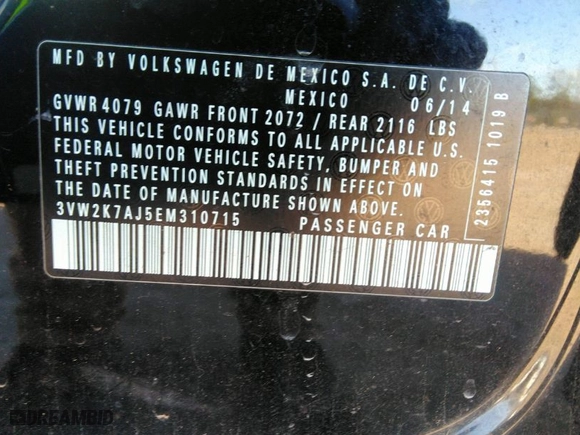 MFD BY VOLKSWAGEN DE MEXICO S.A. DE C.V.
MEXICO 06/14
GVWR 4079 GAWR FRONT 2072 / REAR 2116 LBS
THIS VEHICLE CONFORMS TO ALL APPLICABLE U.S.
FEDERAL MOTOR VEHICLE SAFETY, BUMPER AND
THEFT PREVENTION STANDARDS IN EFFECT ON
THE DATE OF MANUFACTURE SHOWN ABOVE.
3VW2K7AJ5EM310715 PASSENGER CAR
2356415 1019 B
DREAMBID